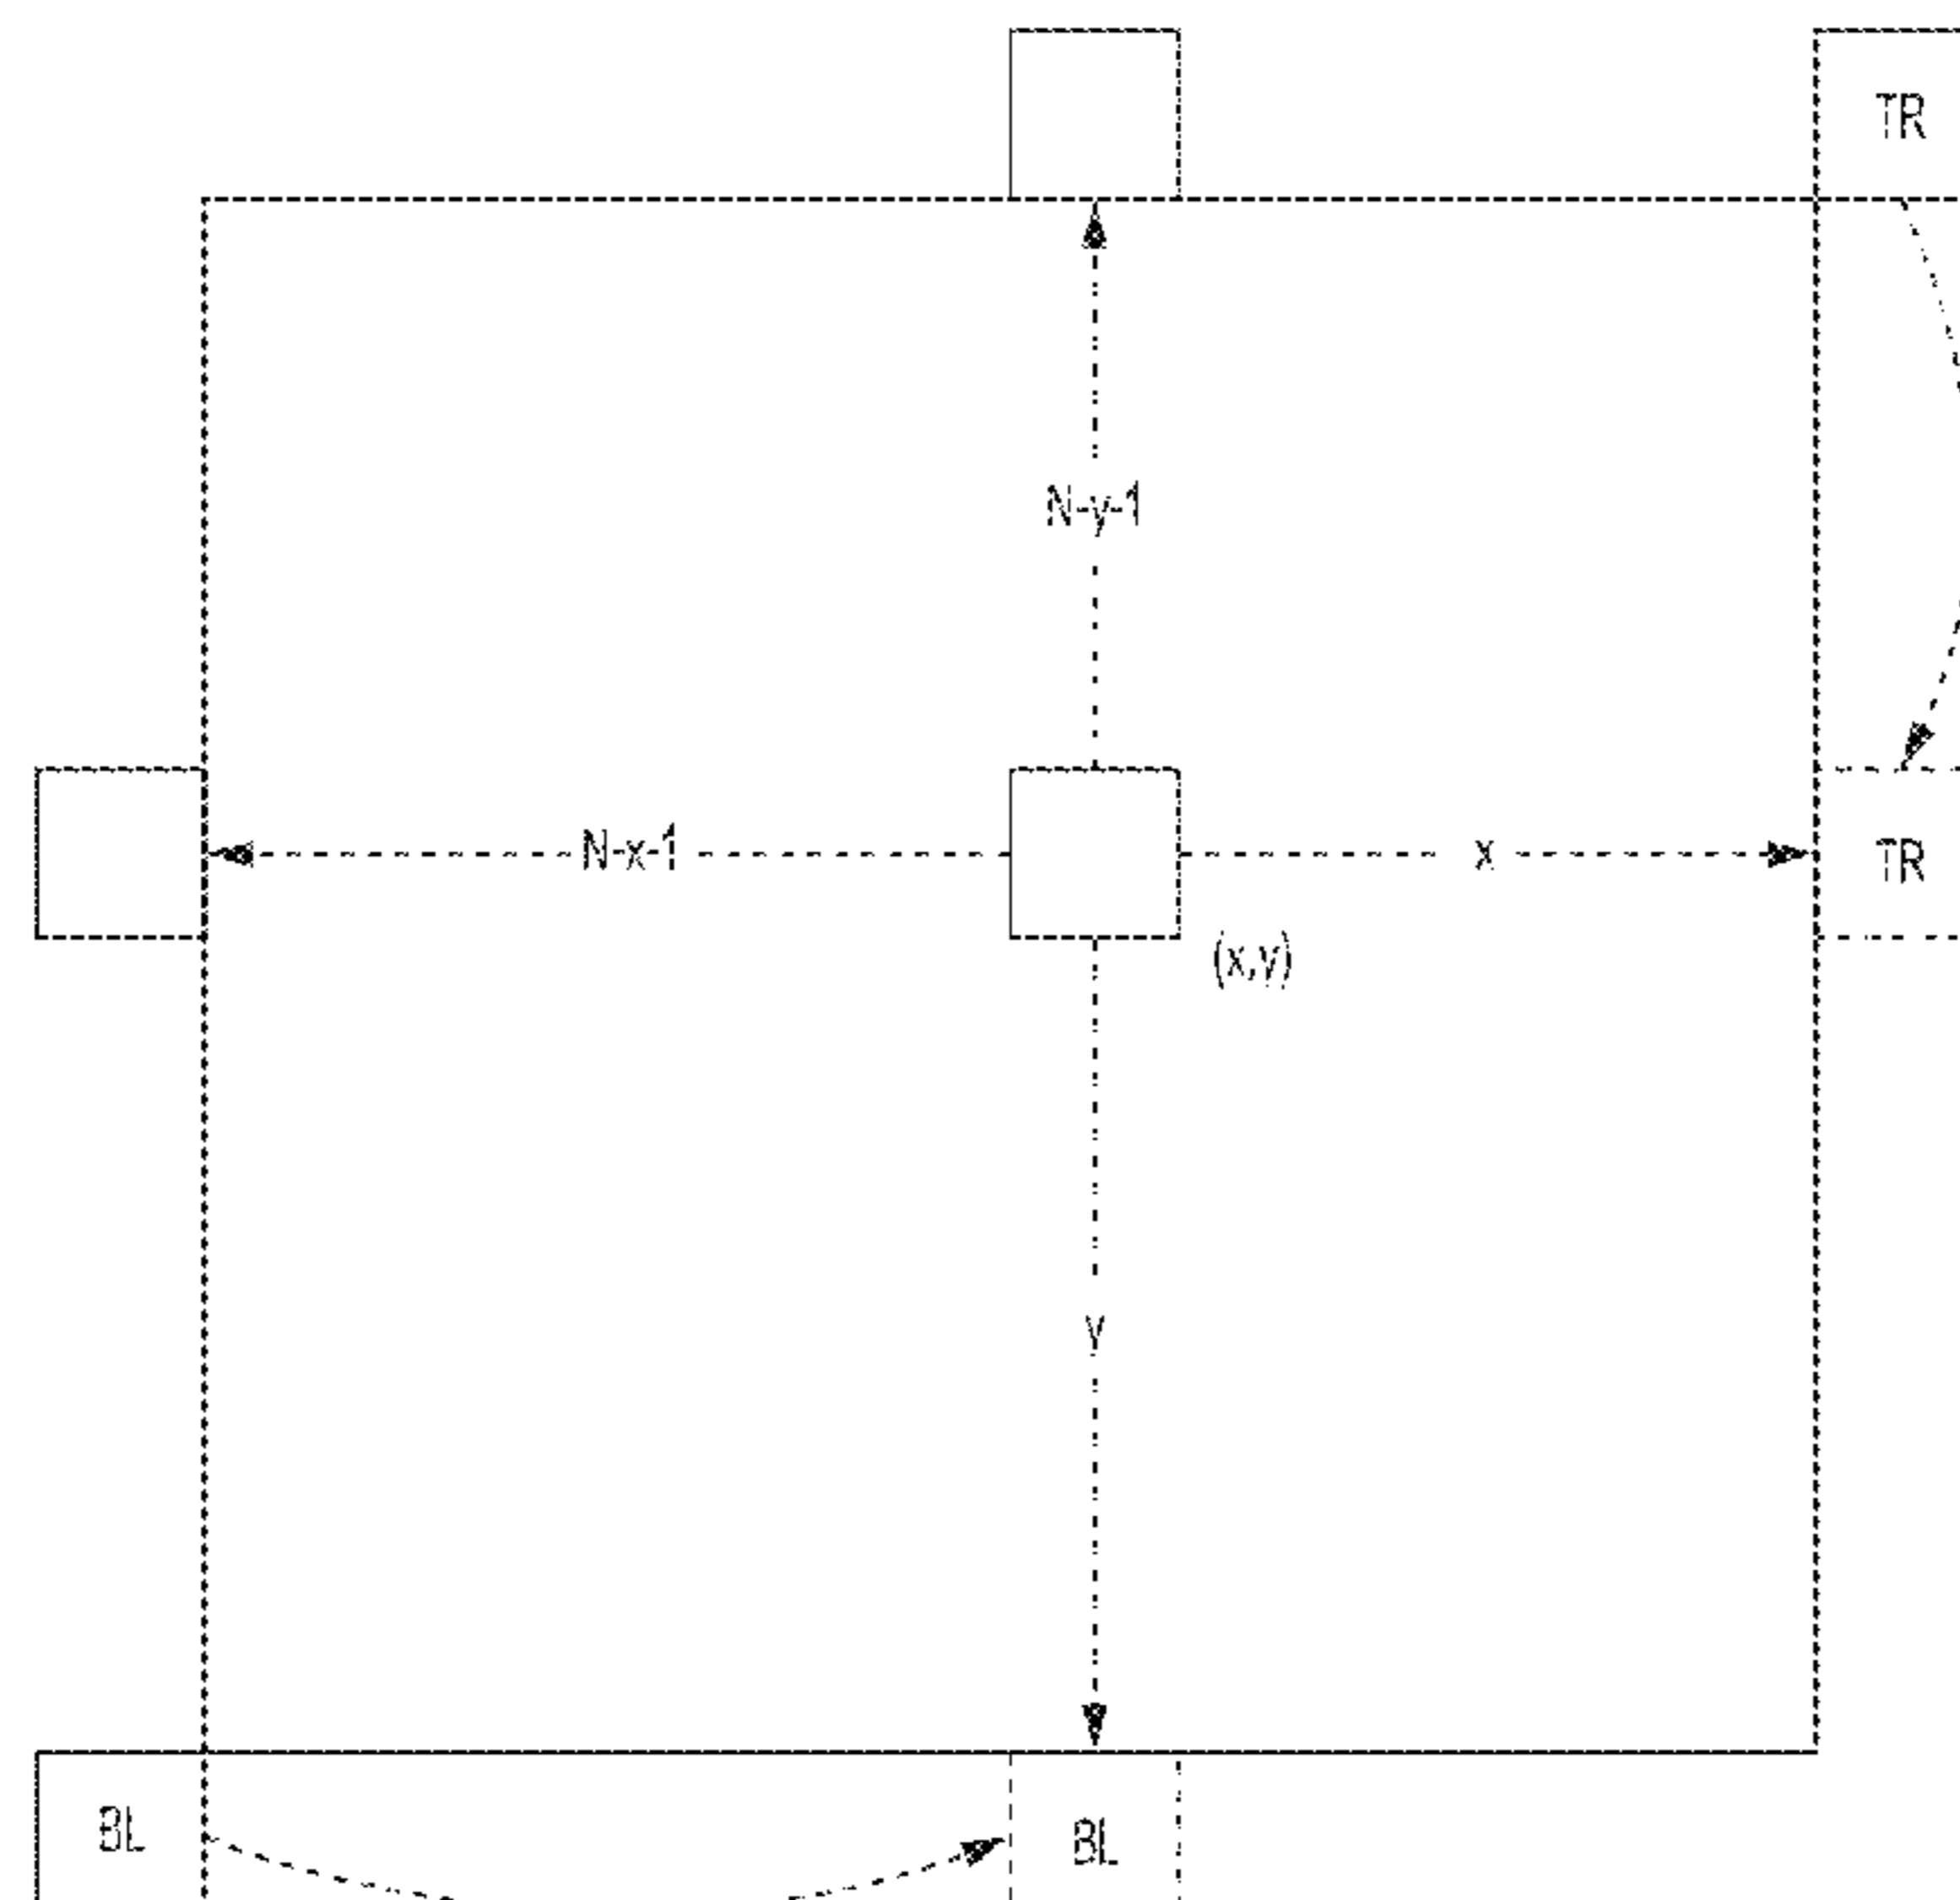 TR
N-y-1
N-x-1
x
TR
(x,y)
y
BL
BL